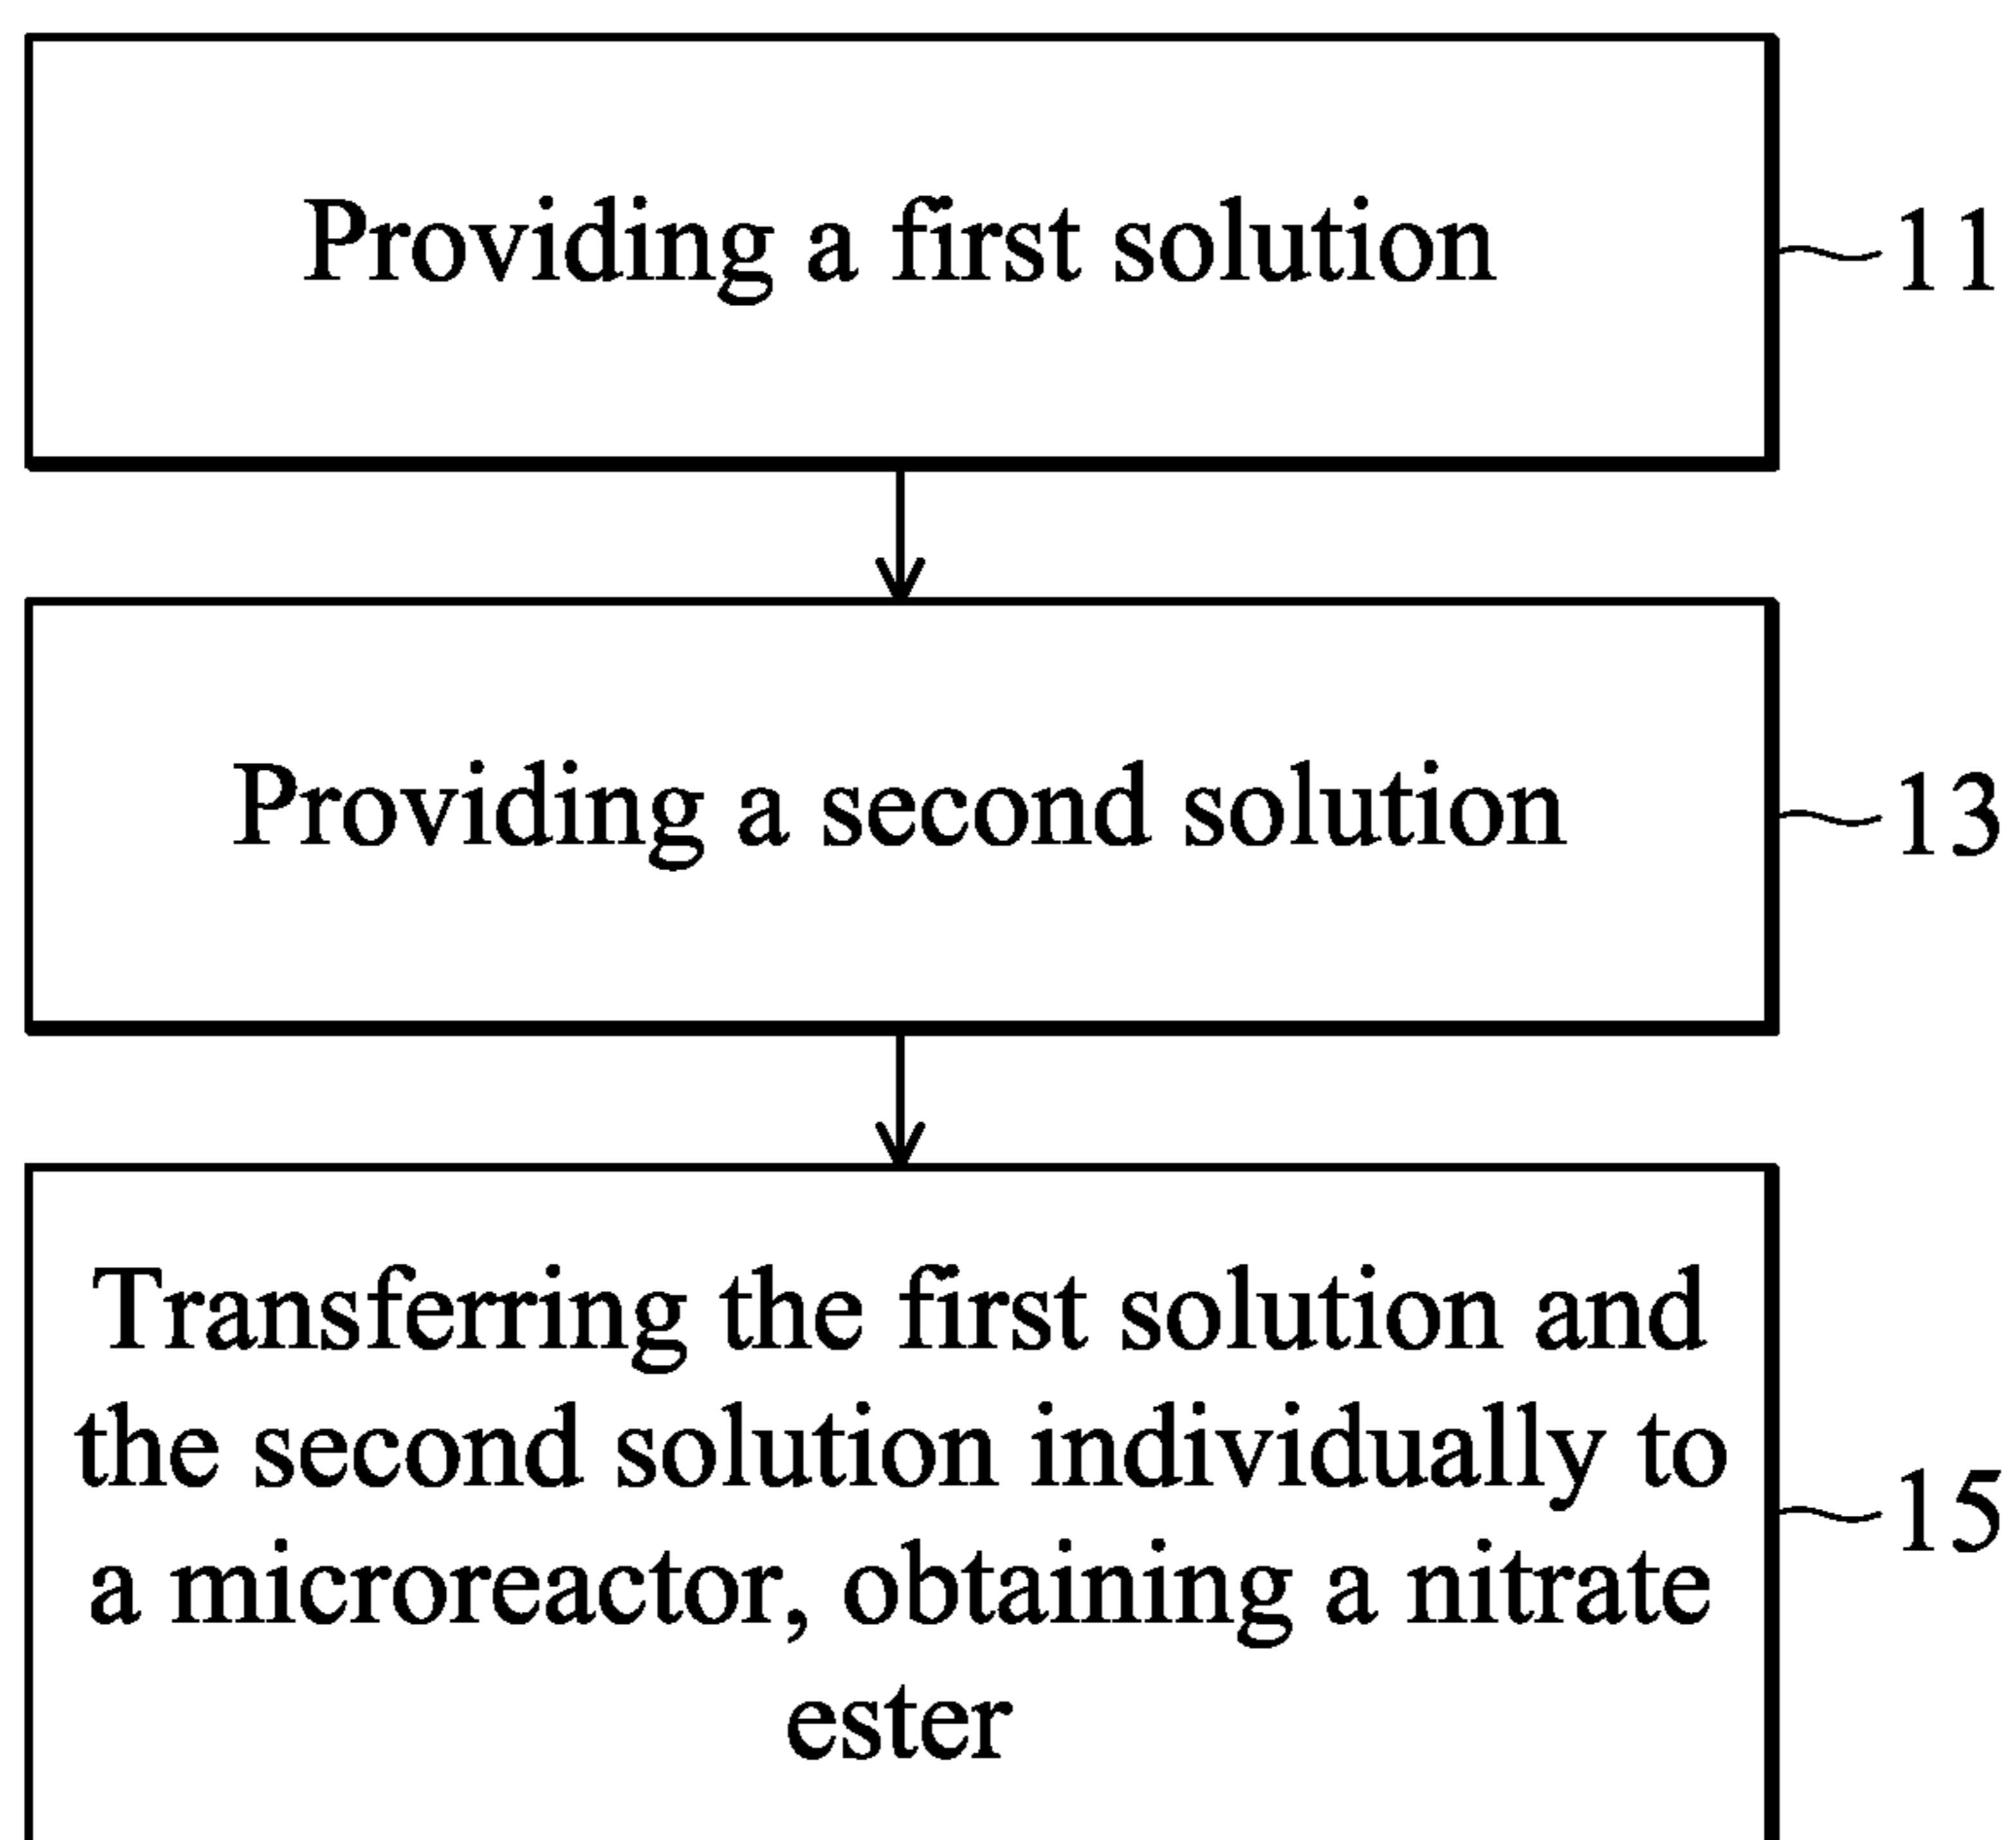 Providing a first solution
11
Providing a second solution
13
Transferring the first solution and
the second solution individually to
a microreactor, obtaining a nitrate
ester
15